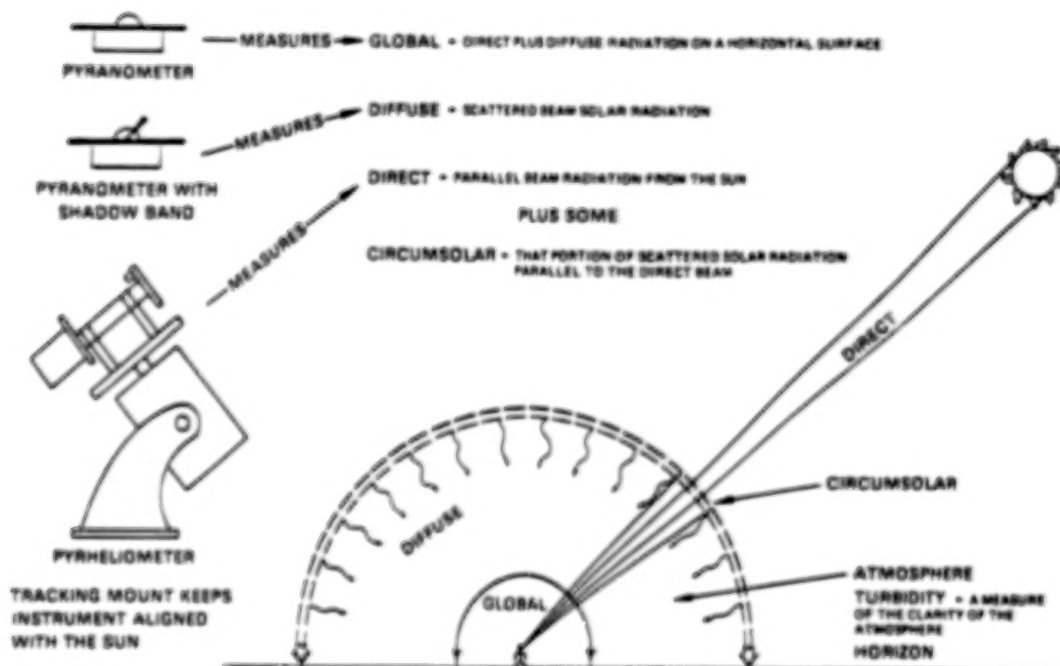 PYRANOMETER
MEASURES
GLOBAL = DIRECT PLUS DIFFUSE RADIATION ON A HORIZONTAL SURFACE
PYRANOMETER WITH
SHADOW BAND
MEASURES
DIFFUSE = SCATTERED BEAM SOLAR RADIATION
MEASURES
DIRECT = PARALLEL BEAM RADIATION FROM THE SUN
PLUS SOME
CIRCUMSOLAR = THAT PORTION OF SCATTERED SOLAR RADIATION
PARALLEL TO THE DIRECT BEAM
PYRHELIOMETER
TRACKING MOUNT KEEPS
INSTRUMENT ALIGNED
WITH THE SUN
DIRECT
CIRCUMSOLAR
DIFFUSE
GLOBAL
ATMOSPHERE
TURBIDITY = A MEASURE
OF THE CLARITY OF THE
ATMOSPHERE
HORIZON